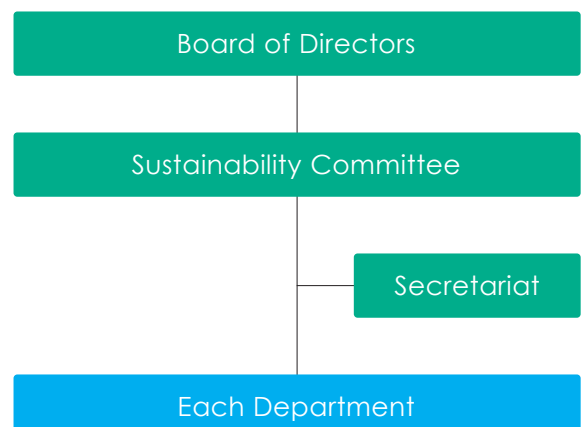 Board of Directors
Sustainability Committee
Secretariat
Each Department